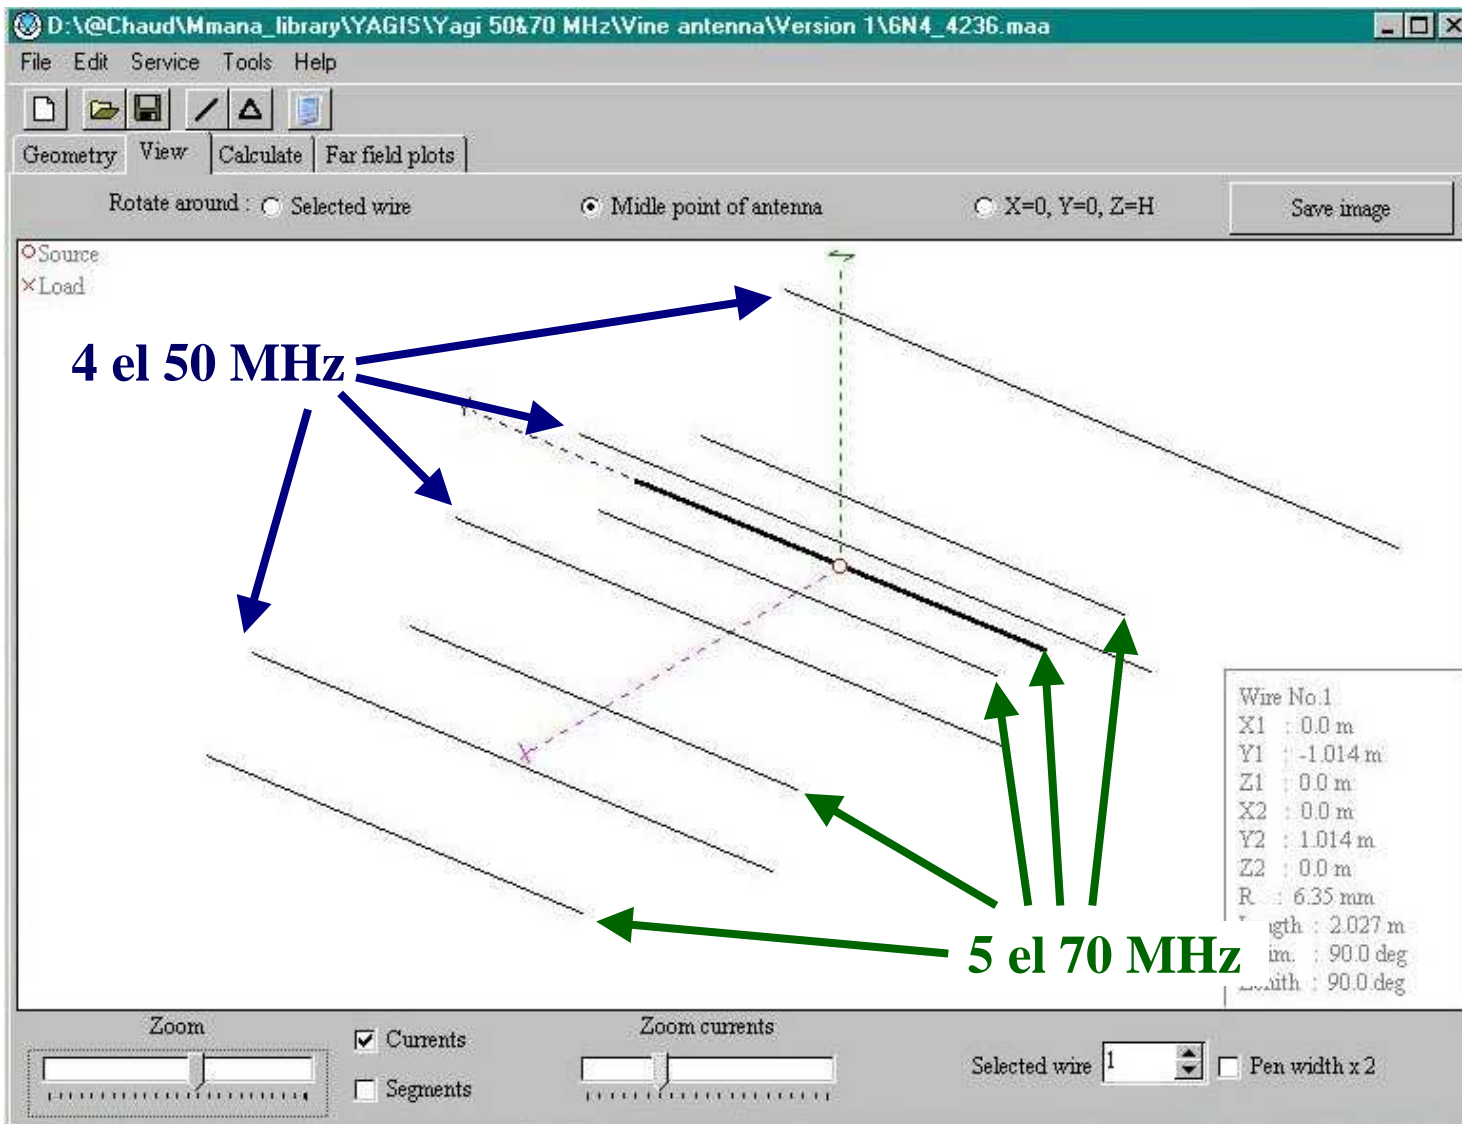 D:\@Chaud\Mmana_library\YAGIS\Yagi 50&70 MHz\Vine antenna\Version 1\6N4_4236.maa
File Edit Service Tools Help
Geometry View Calculate Far field plots
Rotate around : Selected wire Midle point of antenna X=0, Y=0, Z=H Save image
Source
Load
Z
4 el 50 MHz
Y
X
Wire No.1
X1 : 0.0 m
Y1 : -1.014 m
Z1 : 0.0 m
X2 : 0.0 m
Y2 : 1.014 m
Z2 : 0.0 m
R : 6.35 mm
: 2.027 m
: 90.0 deg
: 90.0 deg
5 el 70 MHz
Zoom Currents Zoom currents
Segments Selected wire 1 Pen width x 2